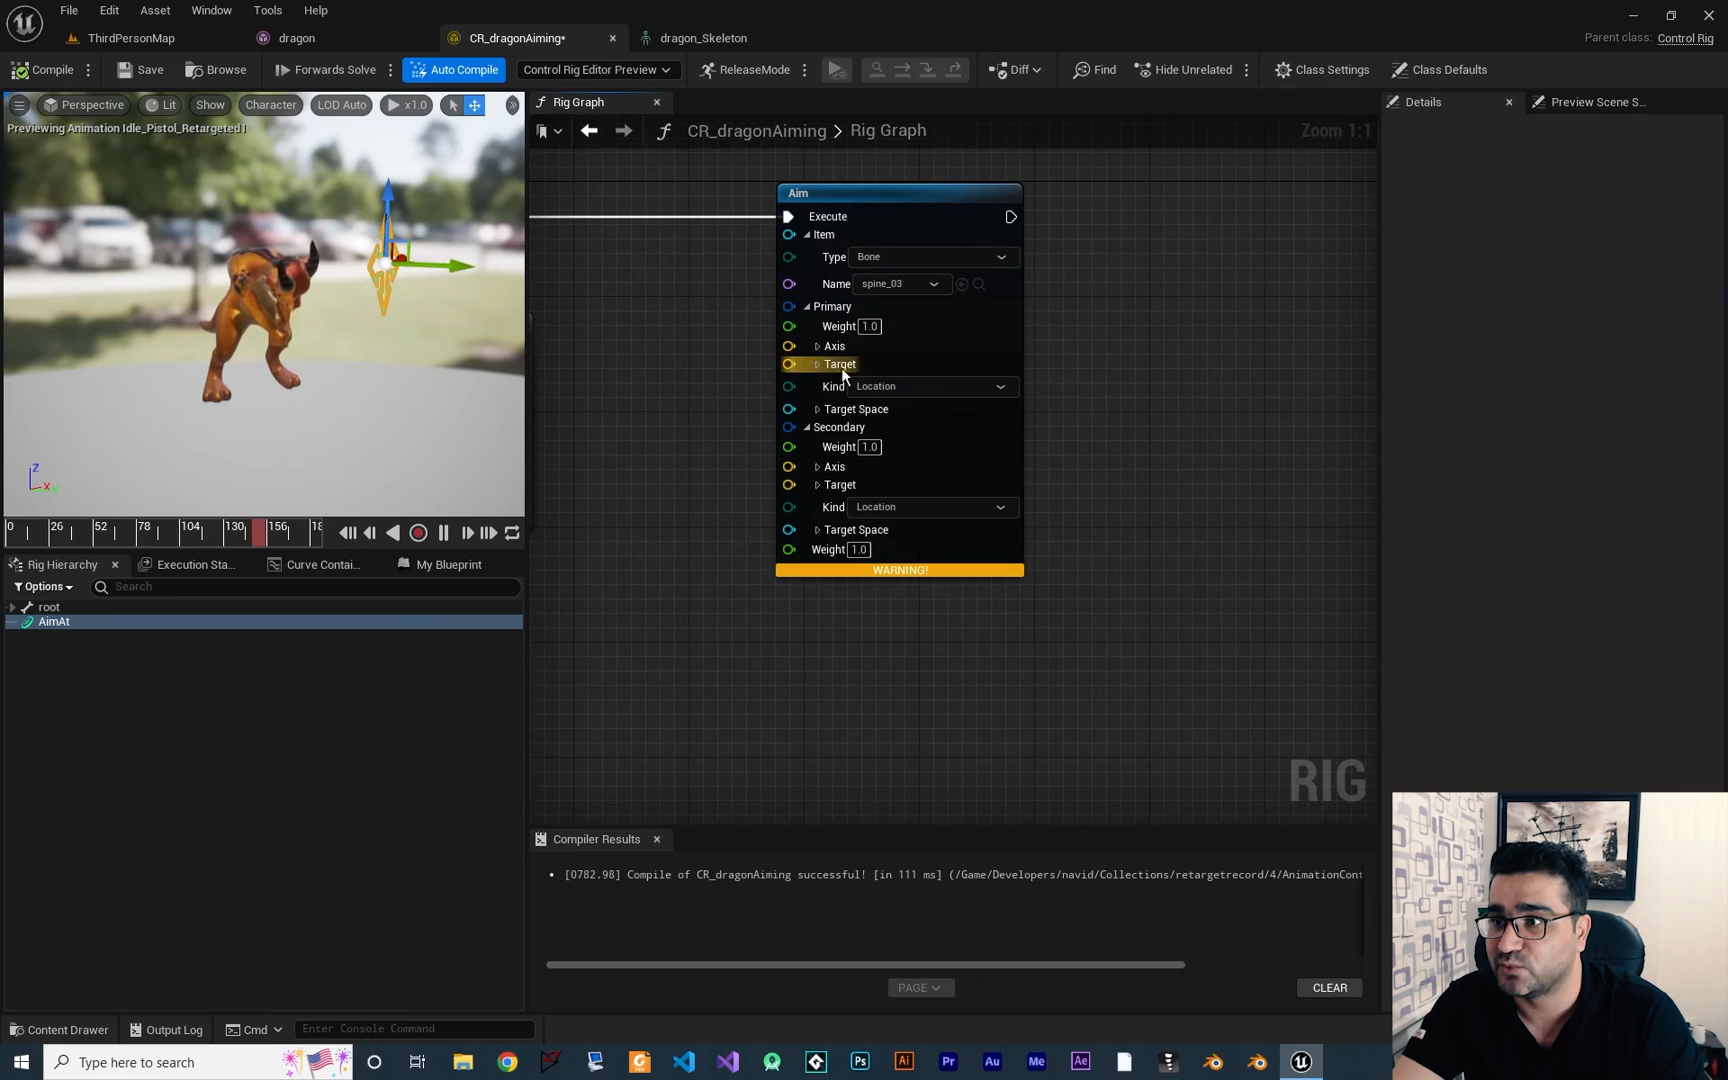 File Edit Asset Window Tools Help
ThirdPersonMap dragon CR_dragonAiming* dragon_Skeleton
Parent class: Control Rig
Compile Save Browse Forwards Solve Auto Compile Control Rig Editor Preview ReleaseMode Diff Find Hide Unrelated Class Settings Class Defaults
Perspective Lit Show Character LOD Auto x1.0
Previewing Animation Idle_Pistol_Retargeted1
Rig Graph
CR_dragonAiming > Rig Graph
Zoom 1:1
Details Preview Scene S...
Aim
Execute
Item
Type Bone
Name spine_03
Primary
Weight 1.0
Axis
Target
Kind Location
Target Space
Secondary
Weight 1.0
Axis
Target
Kind Location
Target Space
Weight 1.0
WARNING!
RIG
Z
X
0 26 52 78 104 130 156 18
Rig Hierarchy Execution Sta... Curve Contai... My Blueprint
Options Search
root
AimAt
Compiler Results
[0782.98] Compile of CR_dragonAiming successful! [in 111 ms] (/Game/Developers/navid/Collections/retargetrecord/4/AnimationCont
PAGE CLEAR
Content Drawer Output Log Cmd Enter Console Command
Type here to search
Ps Ai Pr Au Me Ae